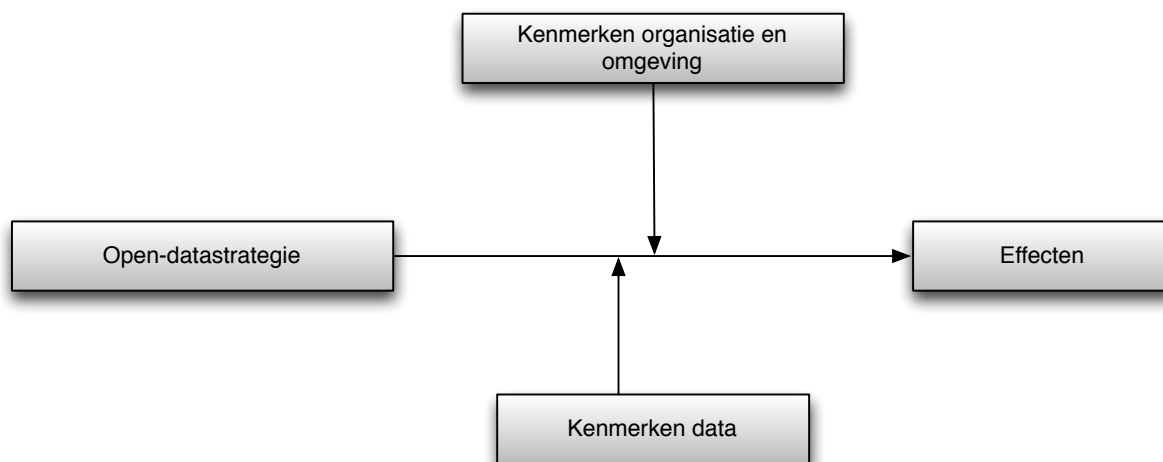 Kenmerken organisatie en
omgeving
Open-datastrategie
Effecten
Kenmerken data